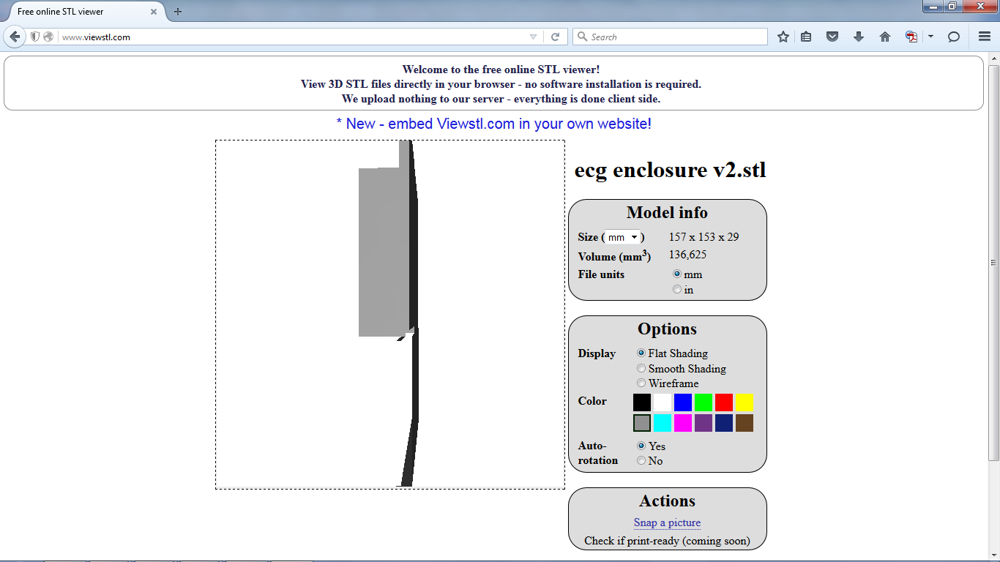 Free online STL viewer
www.viewstl.com
Search
Welcome to the free online STL viewer!
View 3D STL files directly in your browser - no software installation is required.
We upload nothing to our server - everything is done client side.
* New - embed Viewstl.com in your own website!
ecg enclosure v2.stl
Model info
Size (mm) 157 x 153 x 29
Volume (mm³) 136,625
File units mm
in
Options
Display Flat Shading
Smooth Shading
Wireframe
Color
Auto- Yes
rotation No
Actions
Snap a picture
Check if print-ready (coming soon)